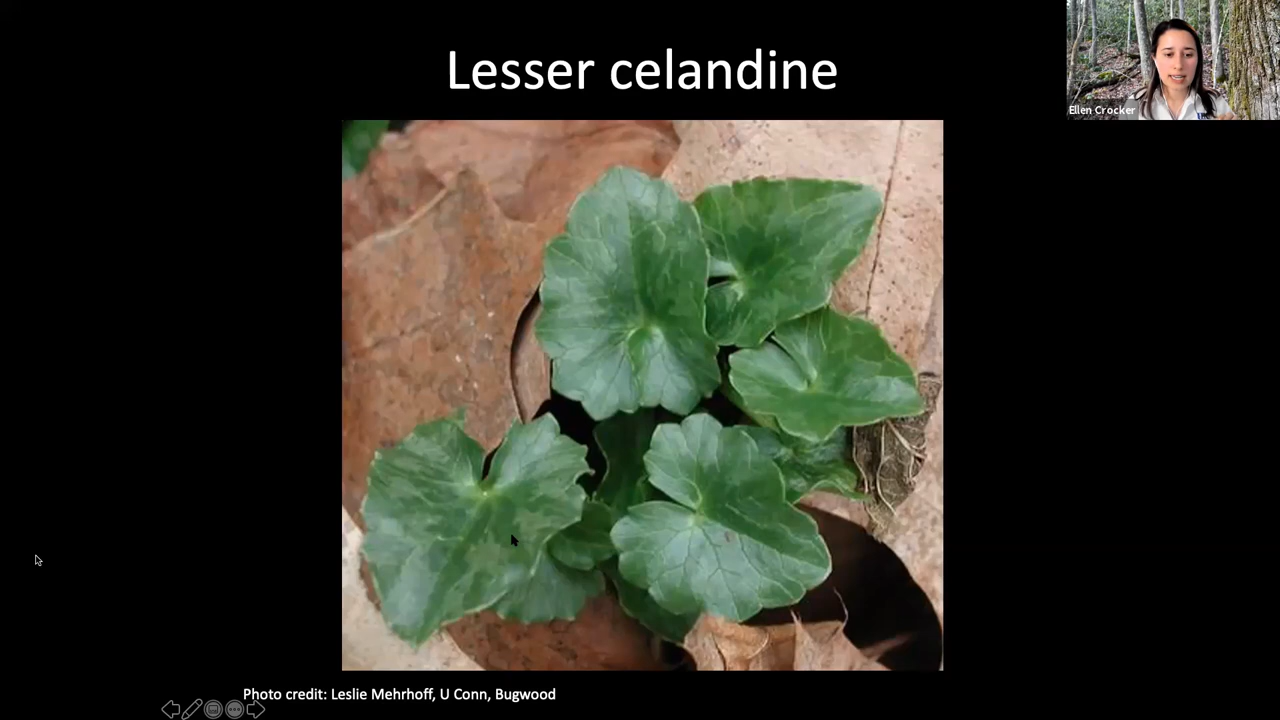 Lesser celandine
Ellen Crocker
Photo credit: Leslie Mehrhoff, U Conn, Bugwood